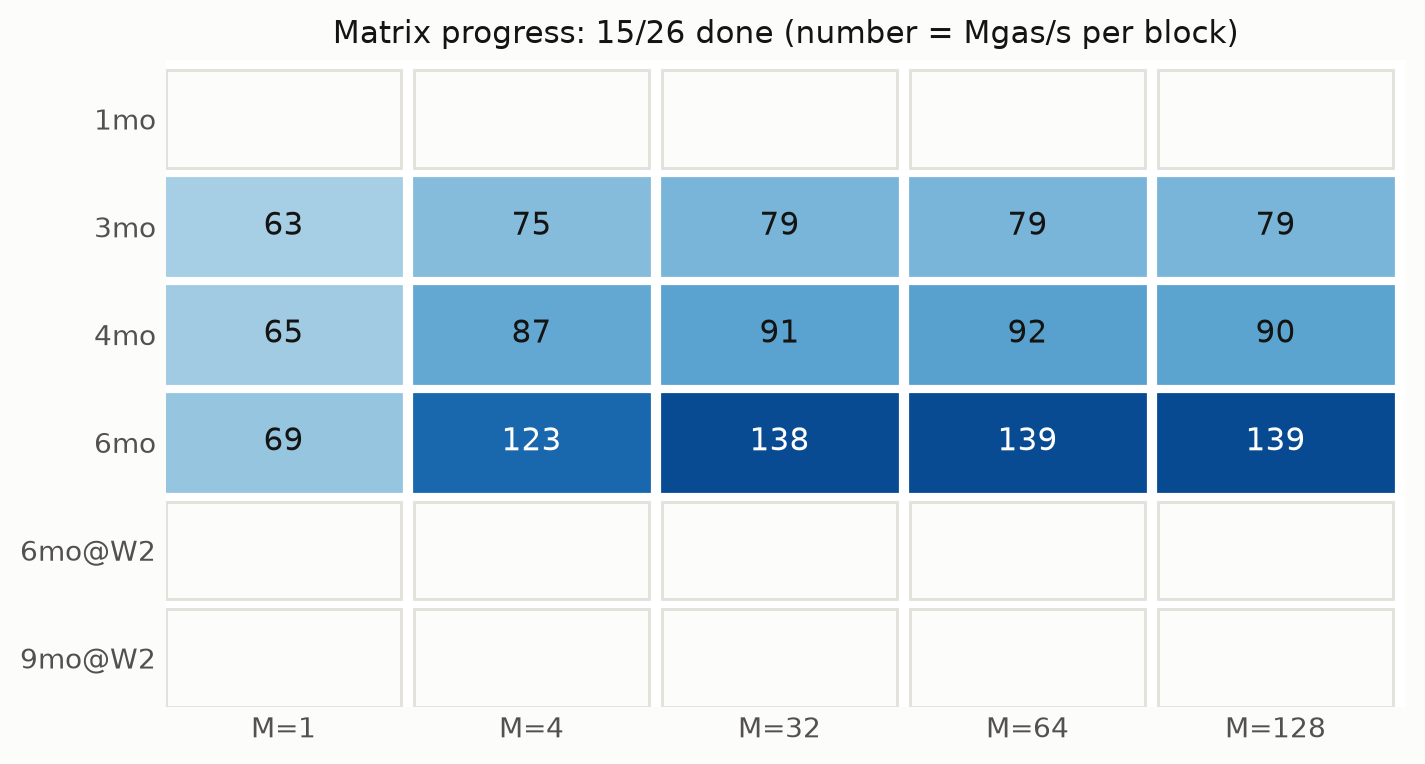 Matrix progress: 15/26 done (number = Mgas/s per block)
1mo
3mo 63 75 79 79 79
4mo 65 87 91 92 90
6mo 69 123 138 139 139
6mo@W2
9mo@W2
M=1 M=4 M=32 M=64 M=128